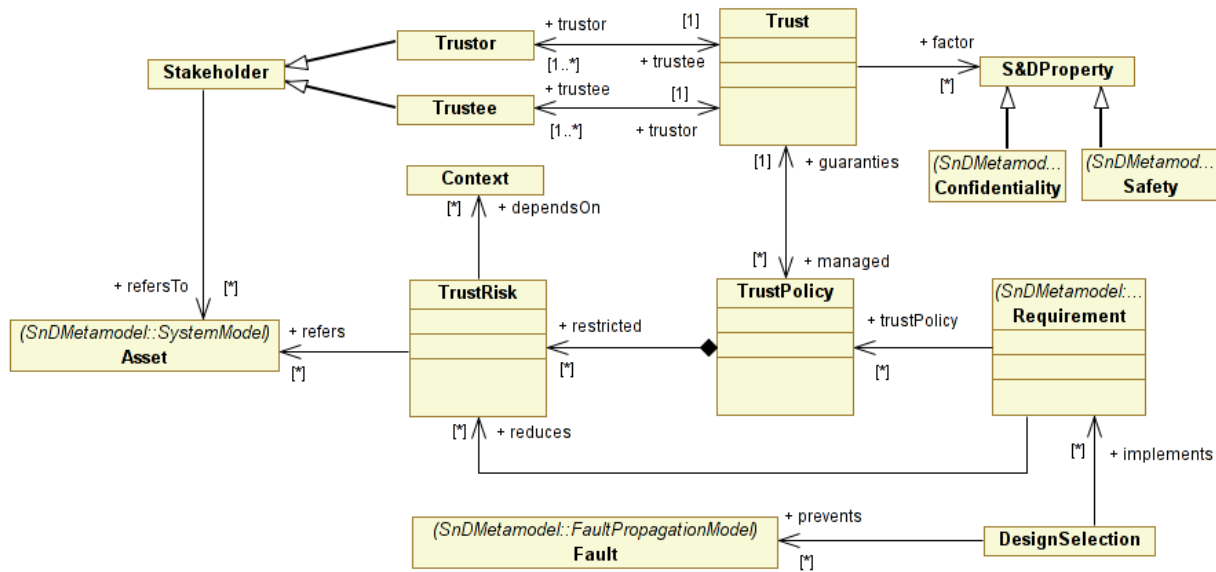 + trustor
[1]
Trust
Trustor
[1..*]
+ trustee
Stakeholder
+ trustee
[1]
Trustee
[1..*]
+ trustor
+ factor
[*]
S&DProperty
(SnDMetamod...
Confidentiality
(SnDMetamod...
Safety
[1]
+ guaranties
Context
[*]
+ dependsOn
[*]
+ managed
+ refersTo
[*]
TrustRisk
TrustPolicy
(SnDMetamodel:...
Requirement
(SnDMetamodel::SystemModel)
Asset
+ refers
[*]
+ restricted
[*]
+ trustPolicy
[*]
[*]
+ reduces
[*]
+ implements
(SnDMetamodel::FaultPropagationModel)
Fault
+ prevents
[*]
DesignSelection